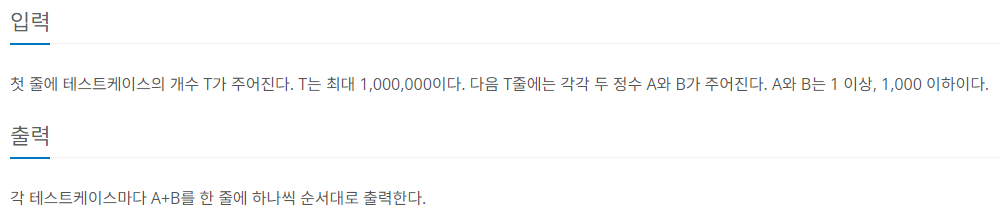 입력
첫 줄에 테스트케이스의 개수 T가 주어진다. T는 최대 1,000,000이다. 다음 T줄에는 각각 두 정수 A와 B가 주어진다. A와 B는 1 이상, 1,000 이하이다.
출력
각 테스트케이스마다 A+B를 한 줄에 하나씩 순서대로 출력한다.